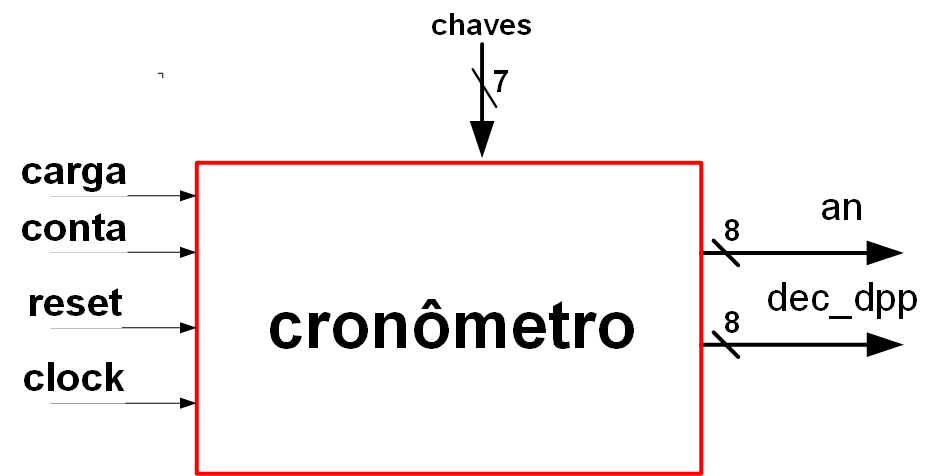 chaves
7
carga
conta
reset
clock
cronômetro
8
an
8
dec_dpp